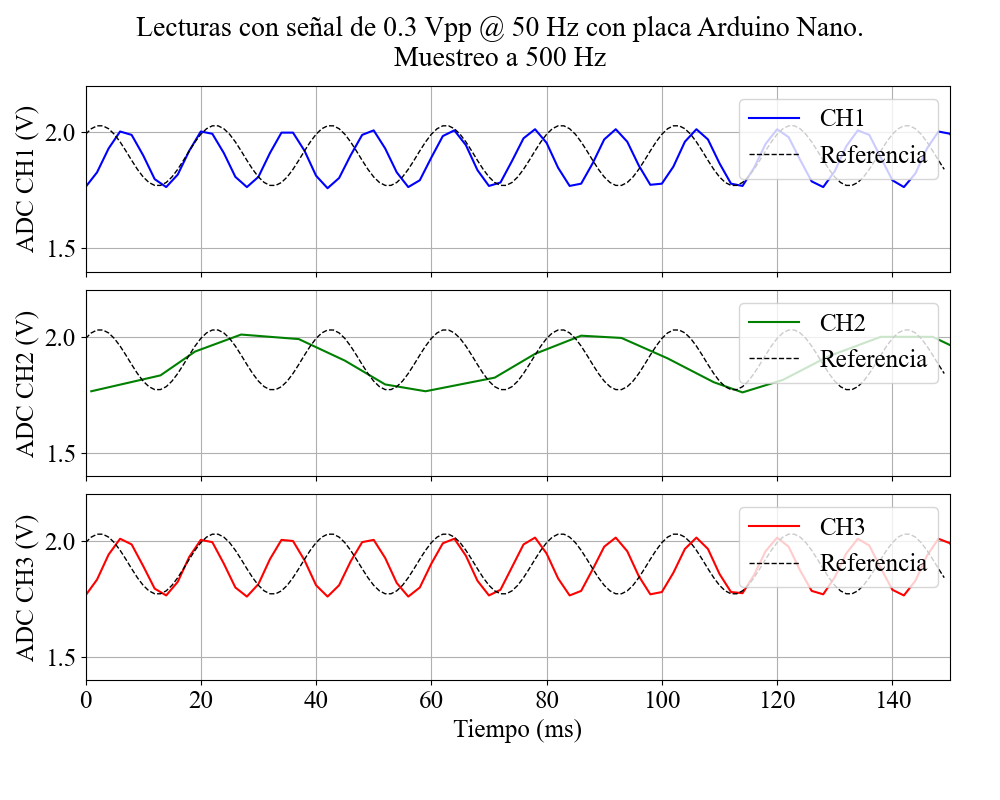 Lecturas con señal de 0.3 Vpp @ 50 Hz con placa Arduino Nano.
Muestreo a 500 Hz
ADC CH1 (V)
2.0
1.5
CH1
Referencia
ADC CH2 (V)
2.0
1.5
CH2
Referencia
ADC CH3 (V)
2.0
1.5
CH3
Referencia
0 20 40 60 80 100 120 140
Tiempo (ms)